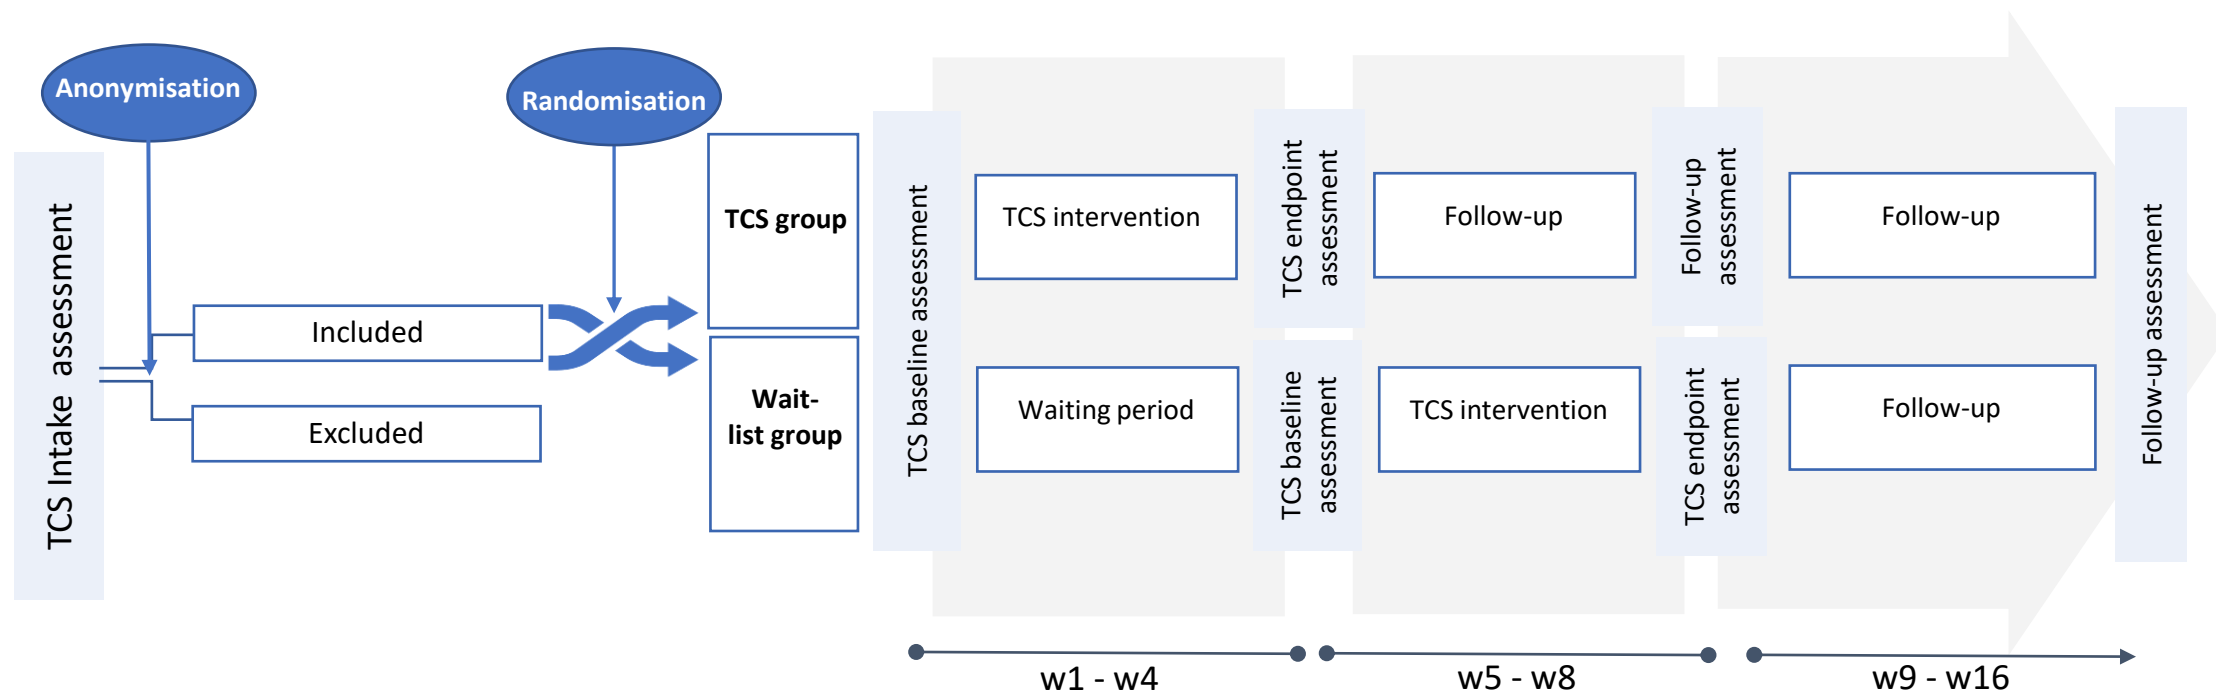 Anonymisation
Randomisation
TCS Intake assessment
Included
Excluded
TCS group
Wait-
list group
TCS baseline assessment
TCS intervention
Waiting period
TCS endpoint
assessment
TCS baseline
assessment
Follow-up
TCS intervention
Follow-up
assessment
TCS endpoint
assessment
Follow-up
Follow-up
Follow-up assessment
w1 - w4
w5 - w8
w9 - w16